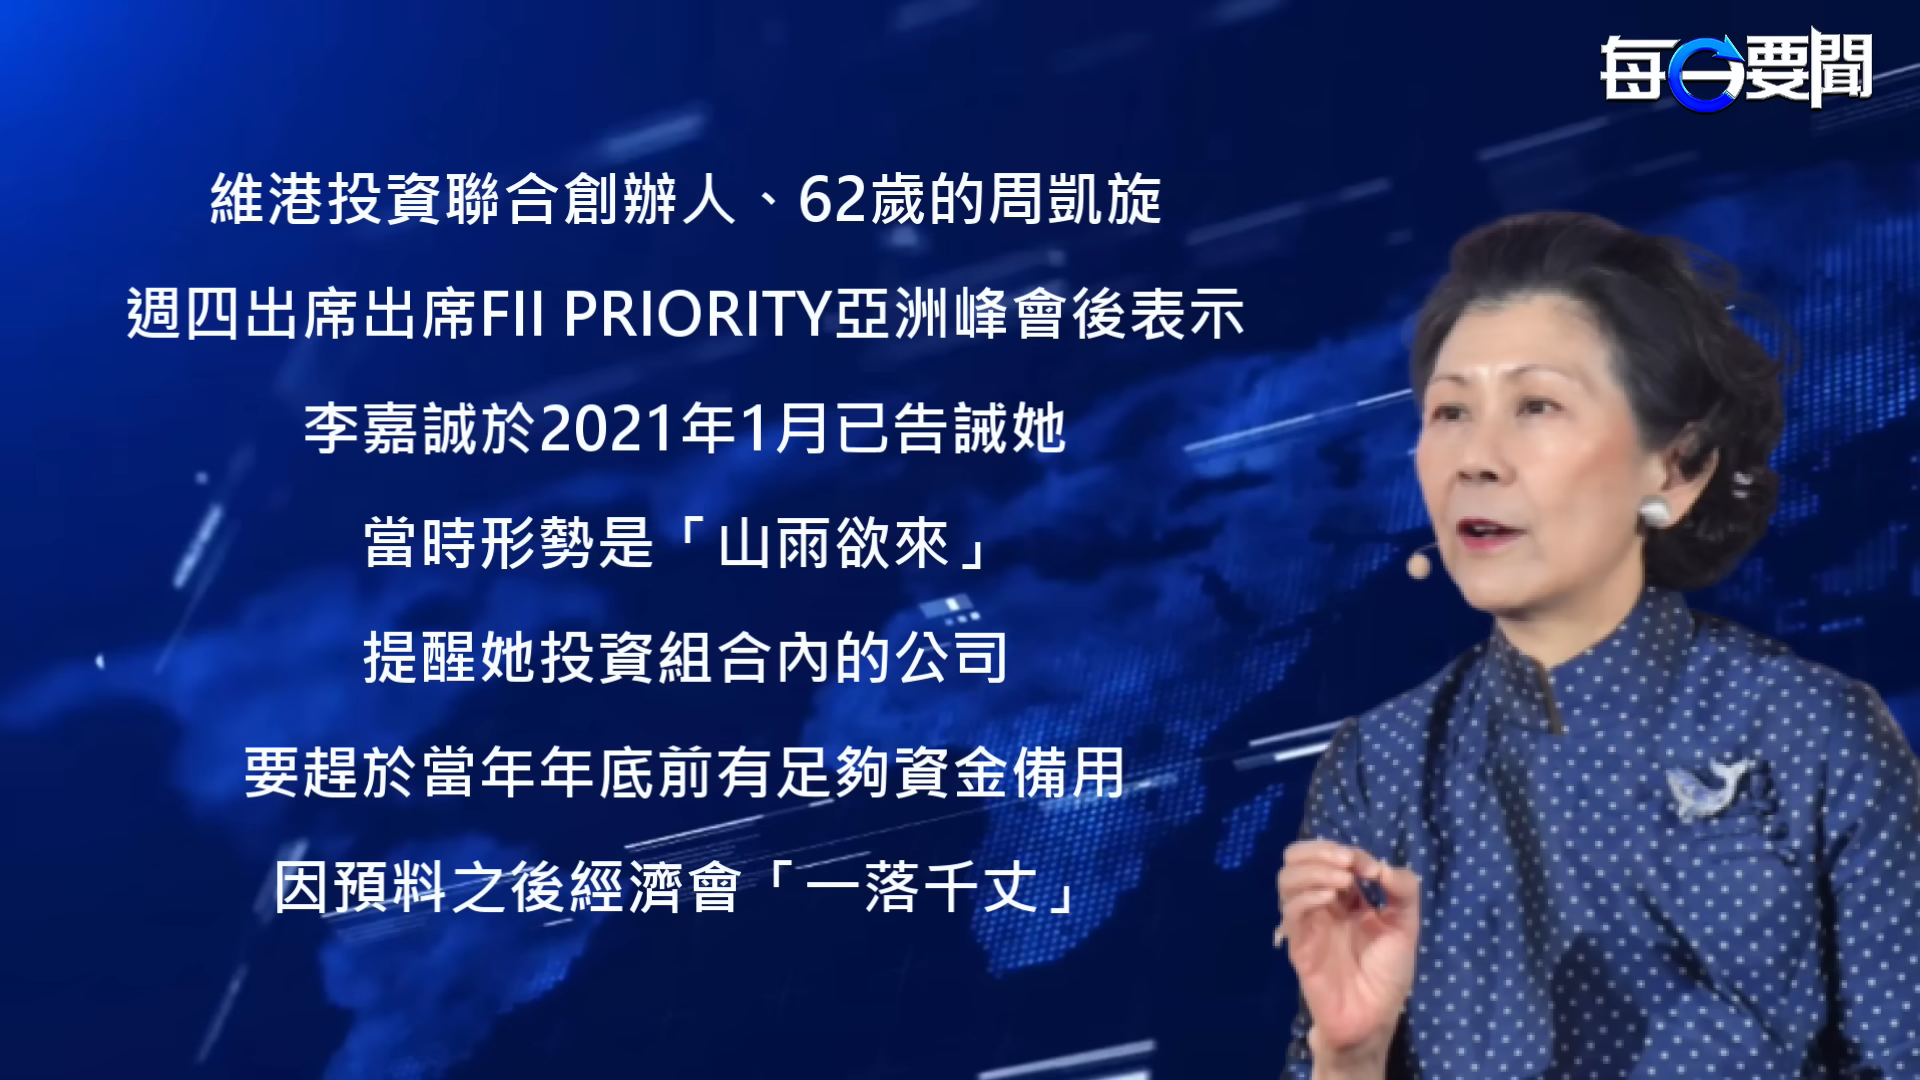 每日要聞
維港投資聯合創辦人、62歲的周凱旋
週四出席出席FII PRIORITY亞洲峰會後表示
李嘉誠於2021年1月已告誡她
當時形勢是「山雨欲來」
提醒她投資組合內的公司
要趕於當年年底前有足夠資金備用
因預料之後經濟會「一落千丈」